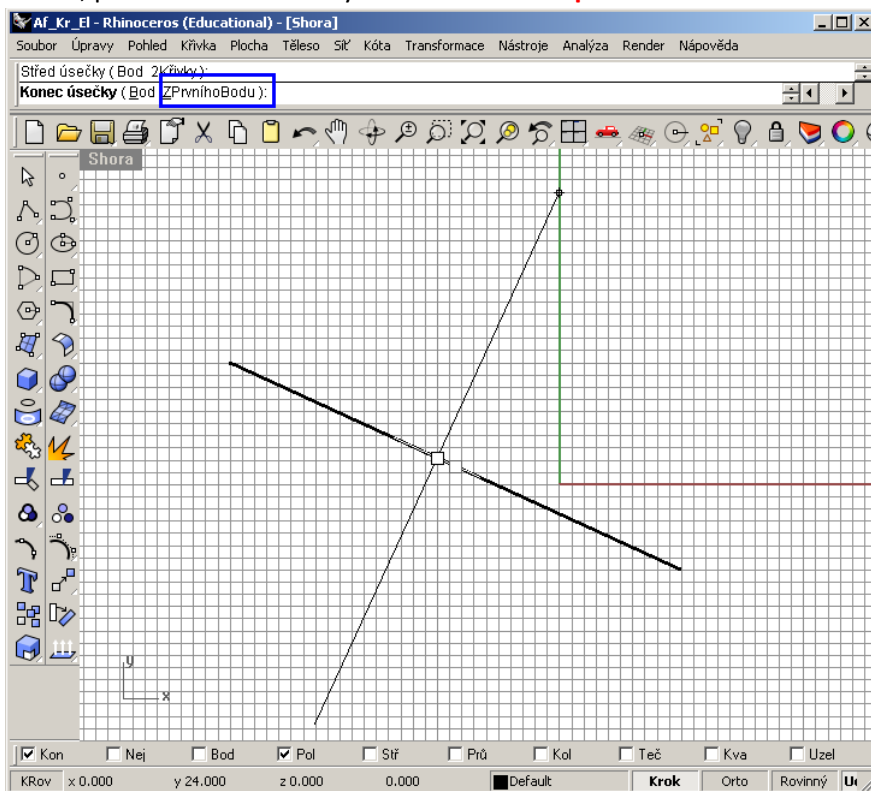 Af_Kr_El - Rhinoceros (Educational) - [Shora]
Soubor Úpravy Pohled Křivka Plocha Těleso Síť Kóta Transformace Nástroje Analýza Render Nápověda
Střed úsečky ( Bod 2Křivky ):
Konec úsečky ( Bod ZPrvníhoBodu ):
Shora
y
x
Kon Nej Bod Pol Stř Prů Kol Teč Kva Uzel
KRov x 0.000 y 24.000 z 0.000 0.000 Default Krok Orto Rovinný